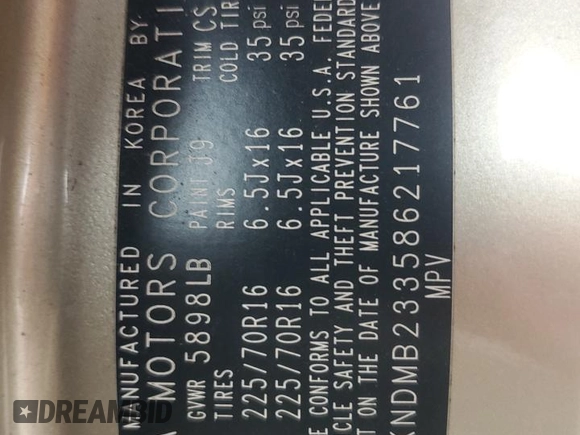 MANUFACTURED IN KOREA BY
A MOTORS CORPORATI
GVWR 5898LB PAINT J9 TRIM CS
TIRES RIMS COLD TIR
225/70R16 6.5Jx16 35 psi
225/70R16 6.5Jx16 35 psi
E CONFORMS TO ALL APPLICABLE U.S.A. FEDE
CLE SAFETY AND THEFT PREVENTION STANDARD
T ON THE DATE OF MANUFACTURE SHOWN ABOVE
KNDMB233586217761
MPV
DREAMBID